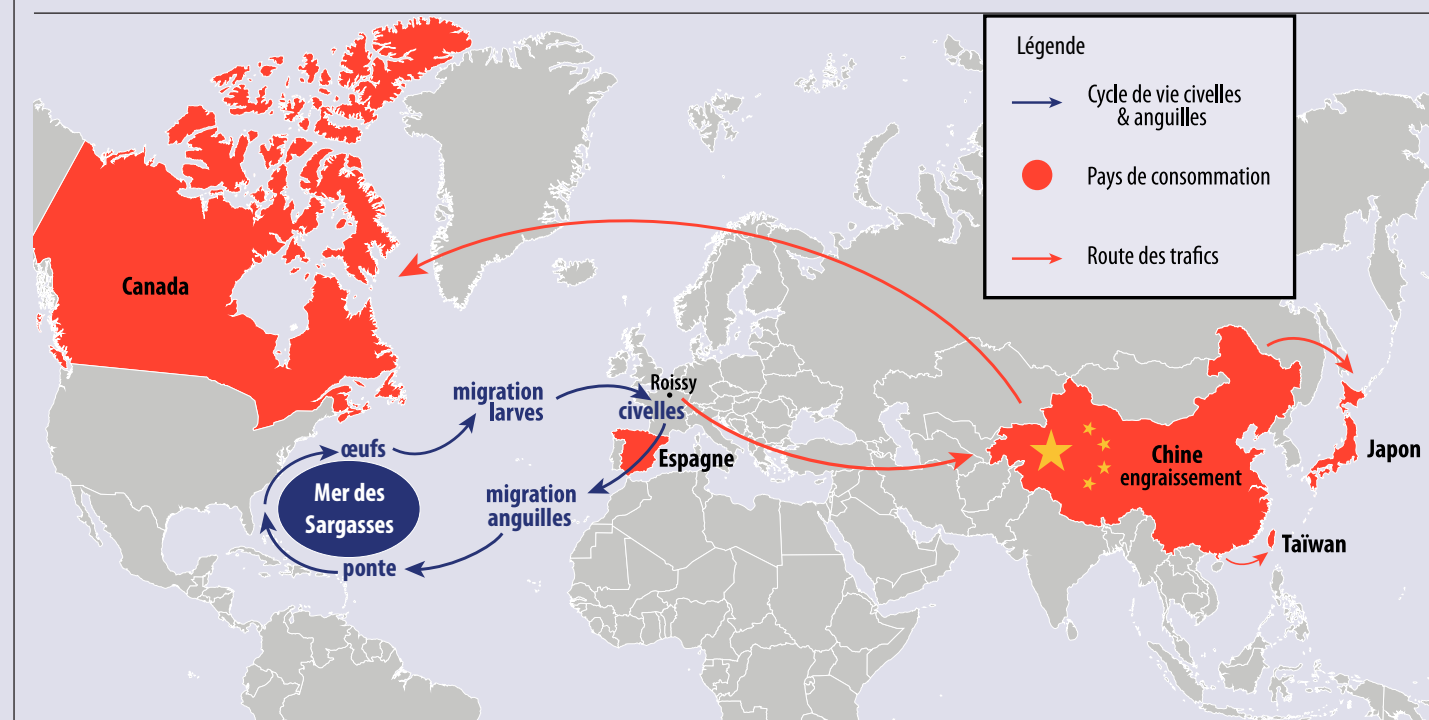 Légende
Cycle de vie civelles
& anguilles
Pays de consommation
Route des trafics
Canada
migration
larves
Roissy
civelles
œufs
Espagne
Mer des
Sargasses
migration
anguilles
ponte
Chine
engraissement
Japon
Taïwan